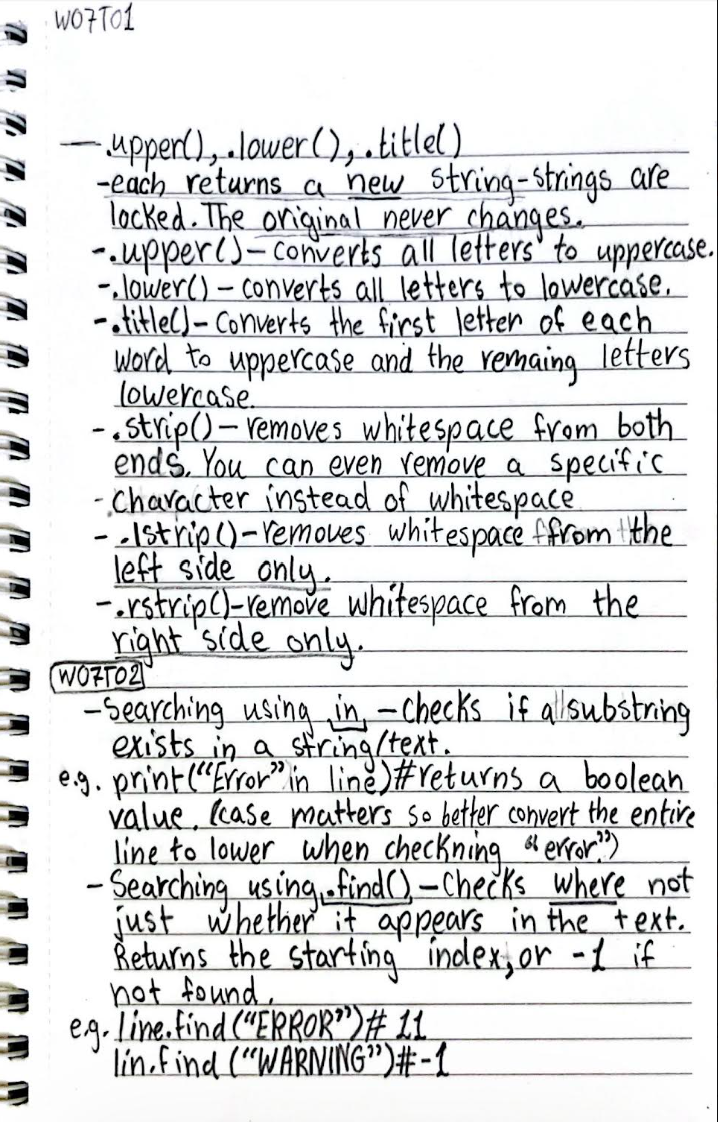 W07T01
— .upper(), .lower(), .title()
-each returns a new string-strings are
locked. The original never changes.
-.upper()-converts all letters to uppercase.
-.lower() - converts all letters to lowercase.
-.title()-Converts the first letter of each
word to uppercase and the remaing letters
lowercase.
-.strip()-removes whitespace from both
ends. You can even remove a specific
-character instead of whitespace
-.lstrip()-removes whitespace from the
left side only.
-.rstrip()-remove whitespace from the
right side only.
W07T02
-Searching using in -checks if a substring
exists in a string/text.
e.g. print("Error" in line)#returns a boolean
value. (case matters so better convert the entire
line to lower when checkning "error")
- Searching using .find()-Checks where not
just whether it appears in the text.
Returns the starting index, or -1 if
not found.
e.g. line.find("ERROR")# 11
lin.find ("WARNING")#-1